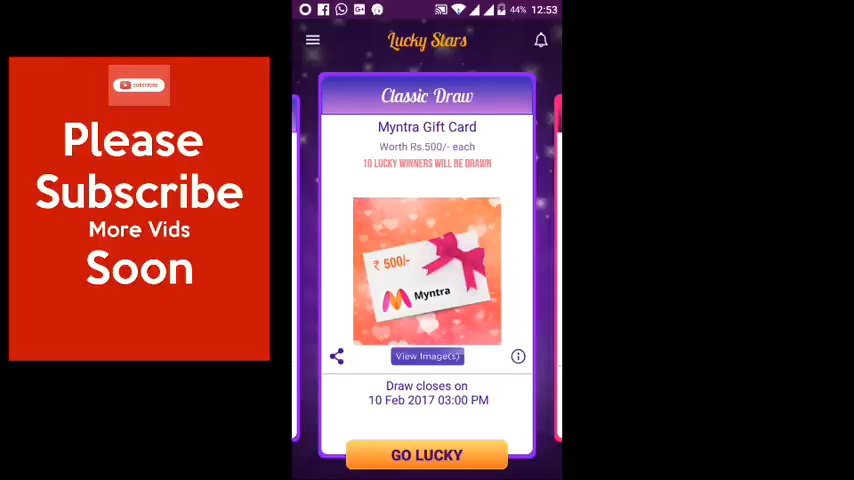 SUBSCRIBE
Please
Subscribe
More Vids
Soon
44% 12:53
Lucky Stars
Classic Draw
Myntra Gift Card
Worth Rs.500/- each
10 LUCKY WINNERS WILL BE DRAWN
₹ 500/-
Myntra
View Image(s)
Draw closes on
10 Feb 2017 03:00 PM
GO LUCKY